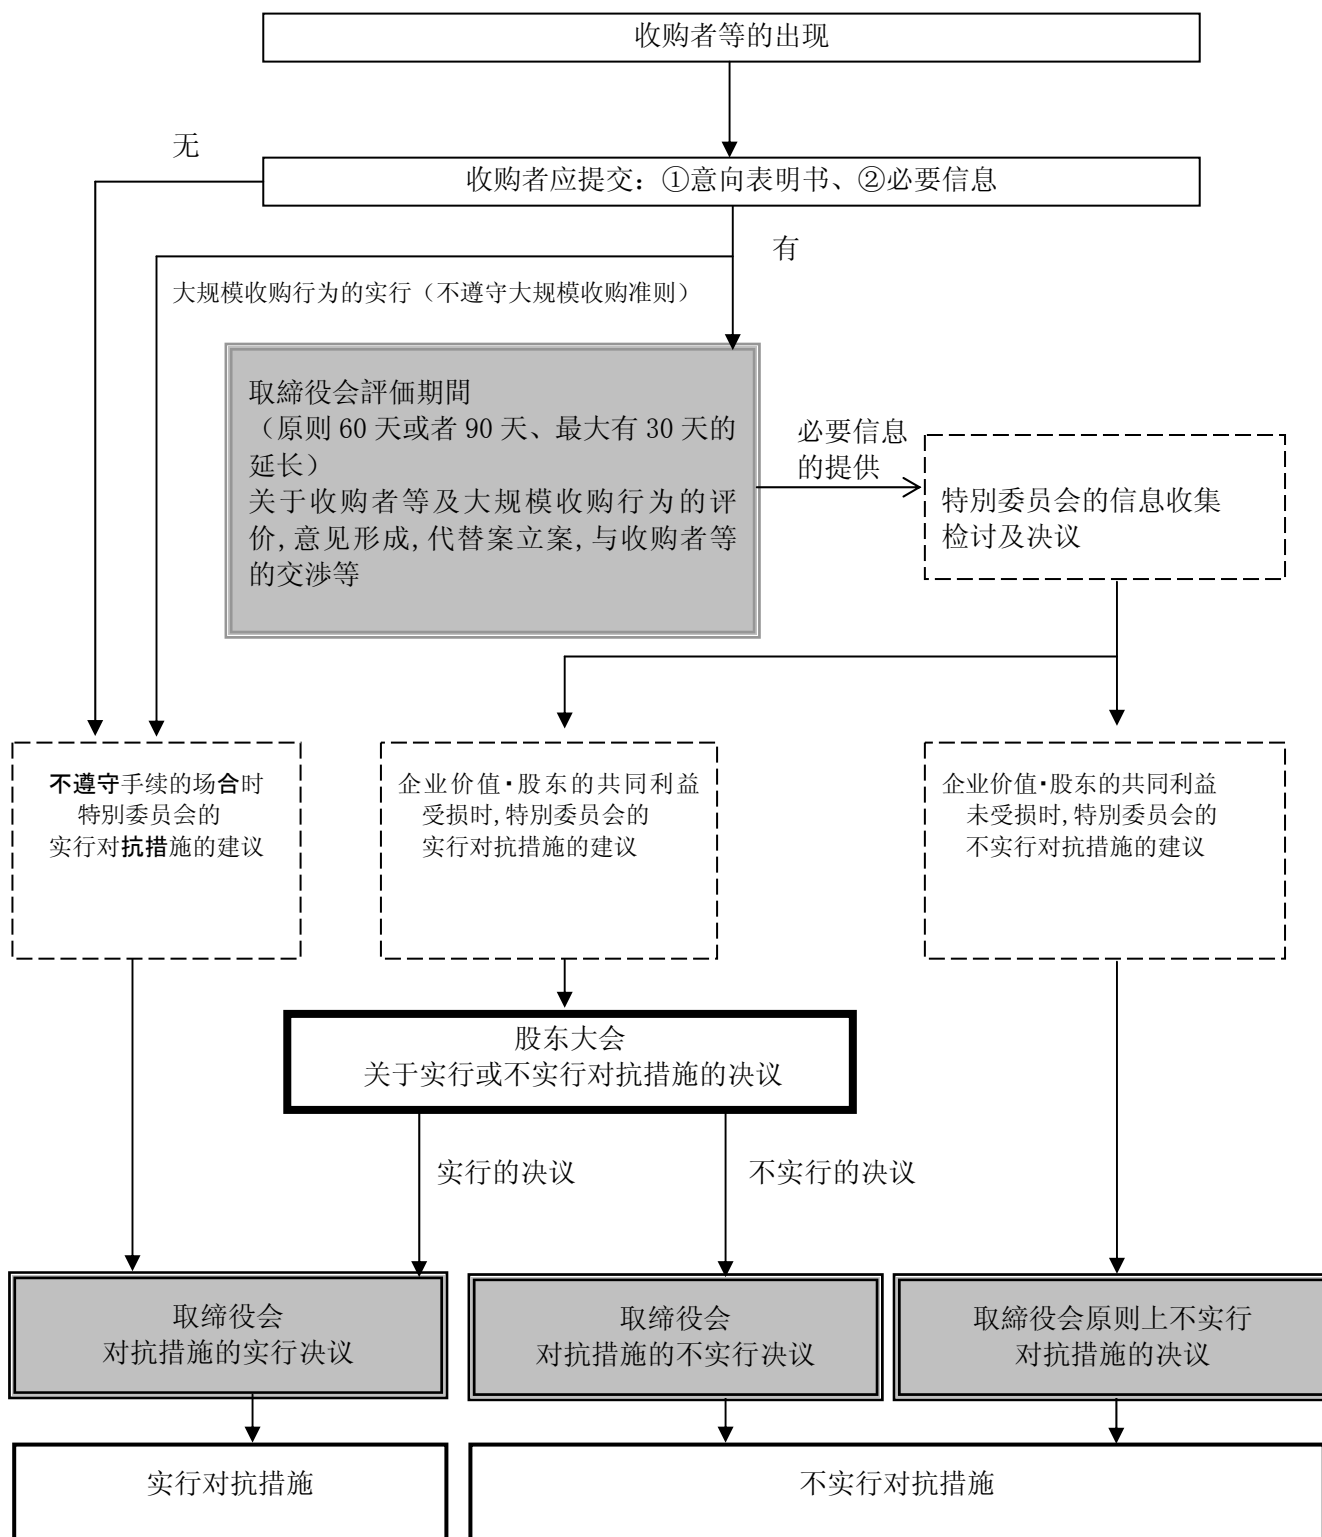 收购者等的出现
无
收购者应提交：①意向表明书、②必要信息
有
大规模收购行为的实行（不遵守大规模收购准则）
取締役会評価期間
（原则 60 天或者 90 天、最大有 30 天的
延长）
关于收购者等及大规模收购行为的评
价,意见形成,代替案立案,与收购者等
的交涉等
必要信息
的提供
特別委员会的信息收集
检讨及决议
不遵守手续的场合时
特別委员会的
实行对抗措施的建议
企业价值・股东的共同利益
受损时,特別委员会的
实行对抗措施的建议
企业价值・股东的共同利益
未受损时,特別委员会的
不实行对抗措施的建议
股东大会
关于实行或不实行对抗措施的决议
实行的决议
不实行的决议
取缔役会
对抗措施的实行决议
取缔役会
对抗措施的不实行决议
取締役会原则上不实行
对抗措施的决议
实行对抗措施
不实行对抗措施